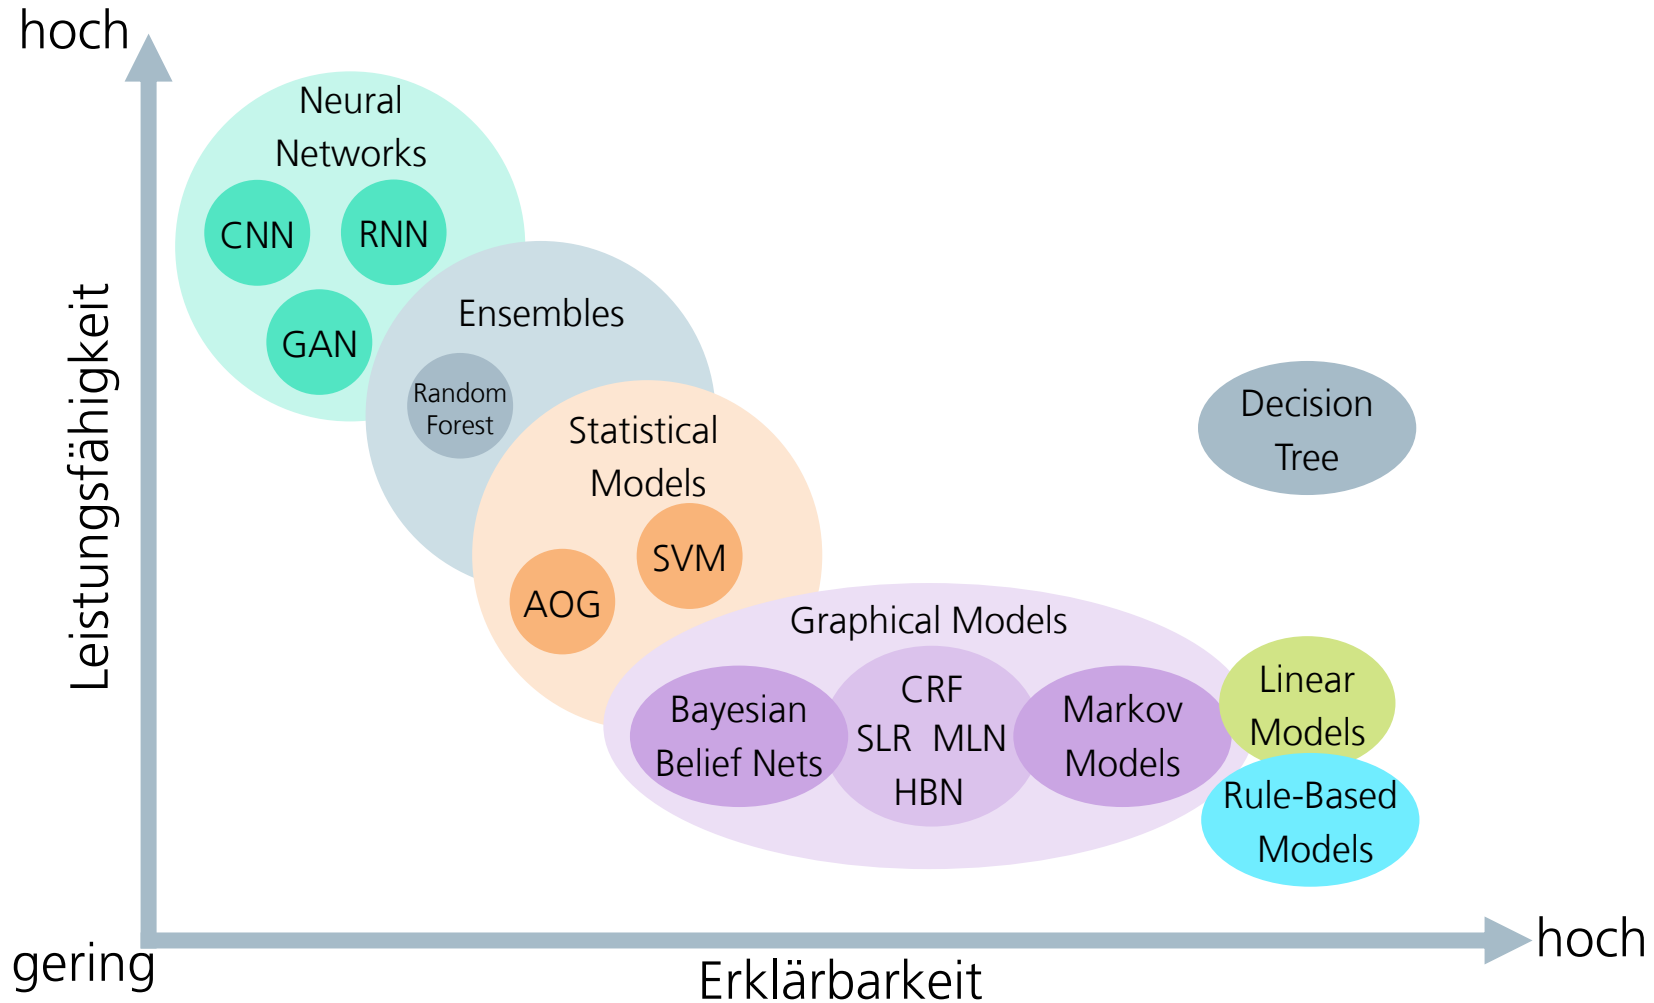 hoch
Leistungsfähigkeit
gering
Erklärbarkeit
hoch
Neural
Networks
CNN
RNN
GAN
Ensembles
Random
Forest
Statistical
Models
SVM
AOG
Graphical Models
Bayesian
Belief Nets
CRF
SLR MLN
HBN
Markov
Models
Decision
Tree
Linear
Models
Rule-Based
Models